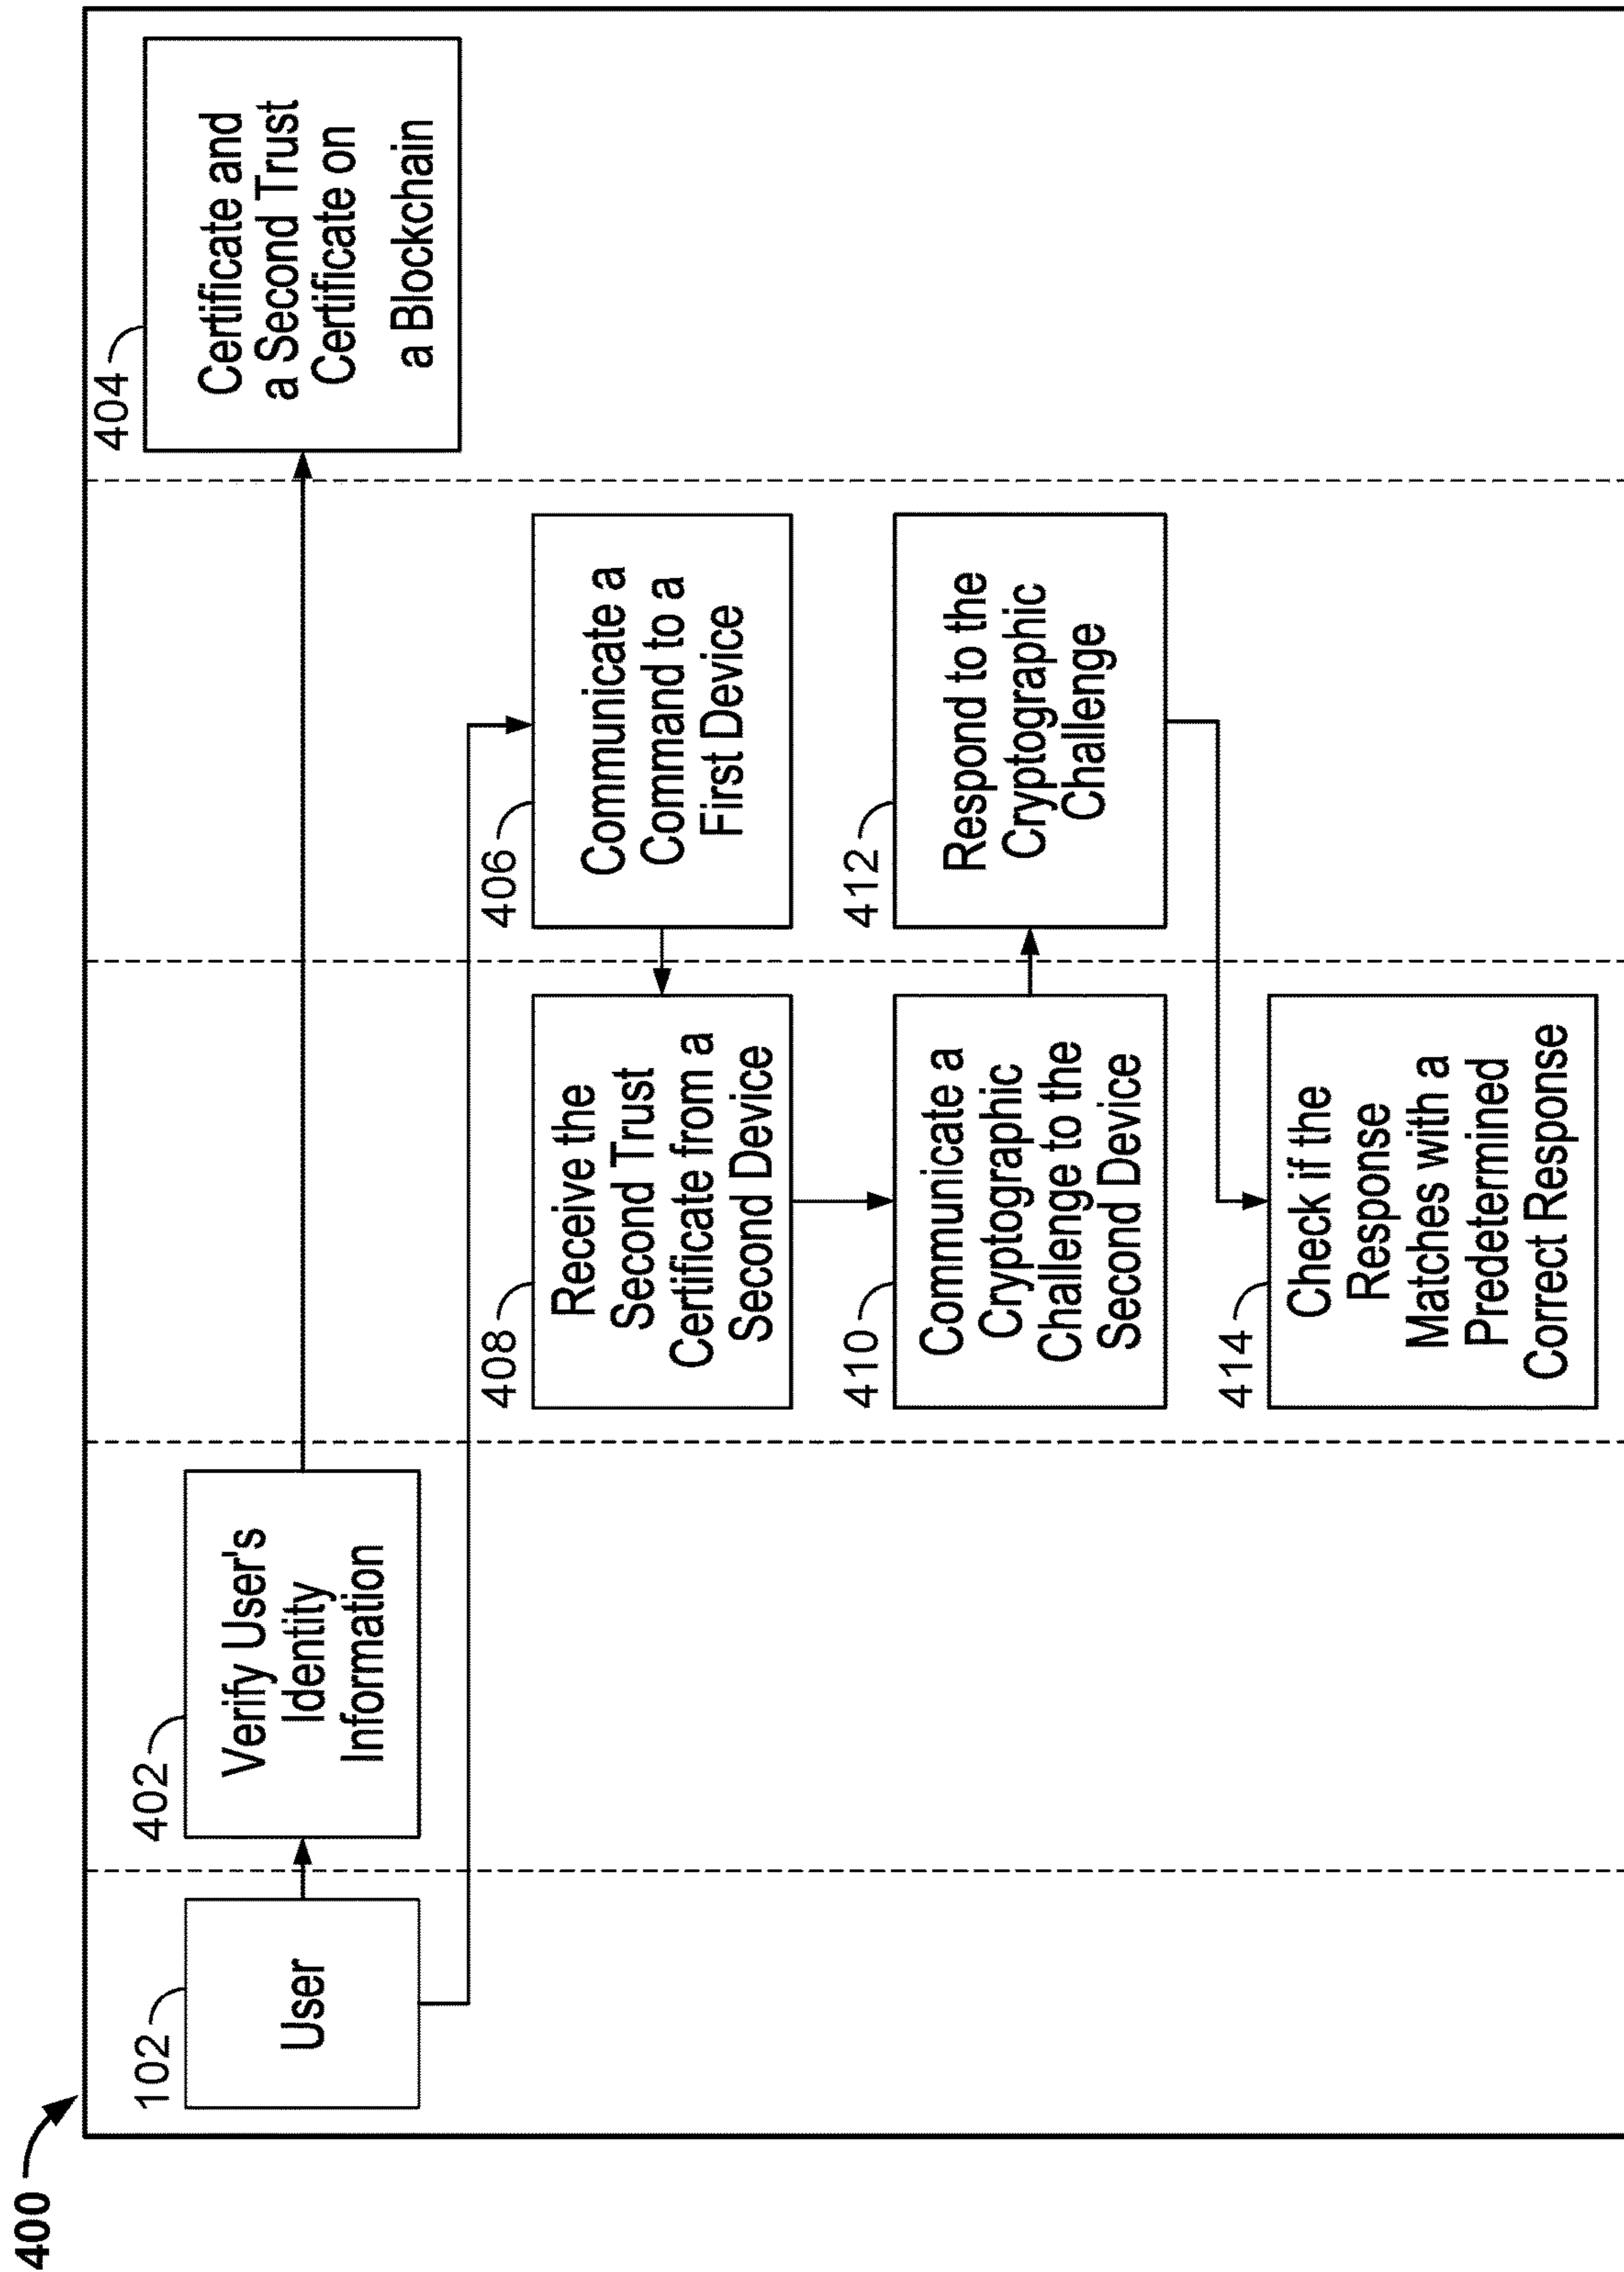 400
102
User
402
Verify User's
Identity
Information
404
Certificate and
a Second Trust
Certificate on
a Blockchain
406
Communicate a
Command to a
First Device
408
Receive the
Second Trust
Certificate from a
Second Device
410
Communicate a
Cryptographic
Challenge to the
Second Device
412
Respond to the
Cryptographic
Challenge
414
Check if the
Response
Matches with a
Predetermined
Correct Response